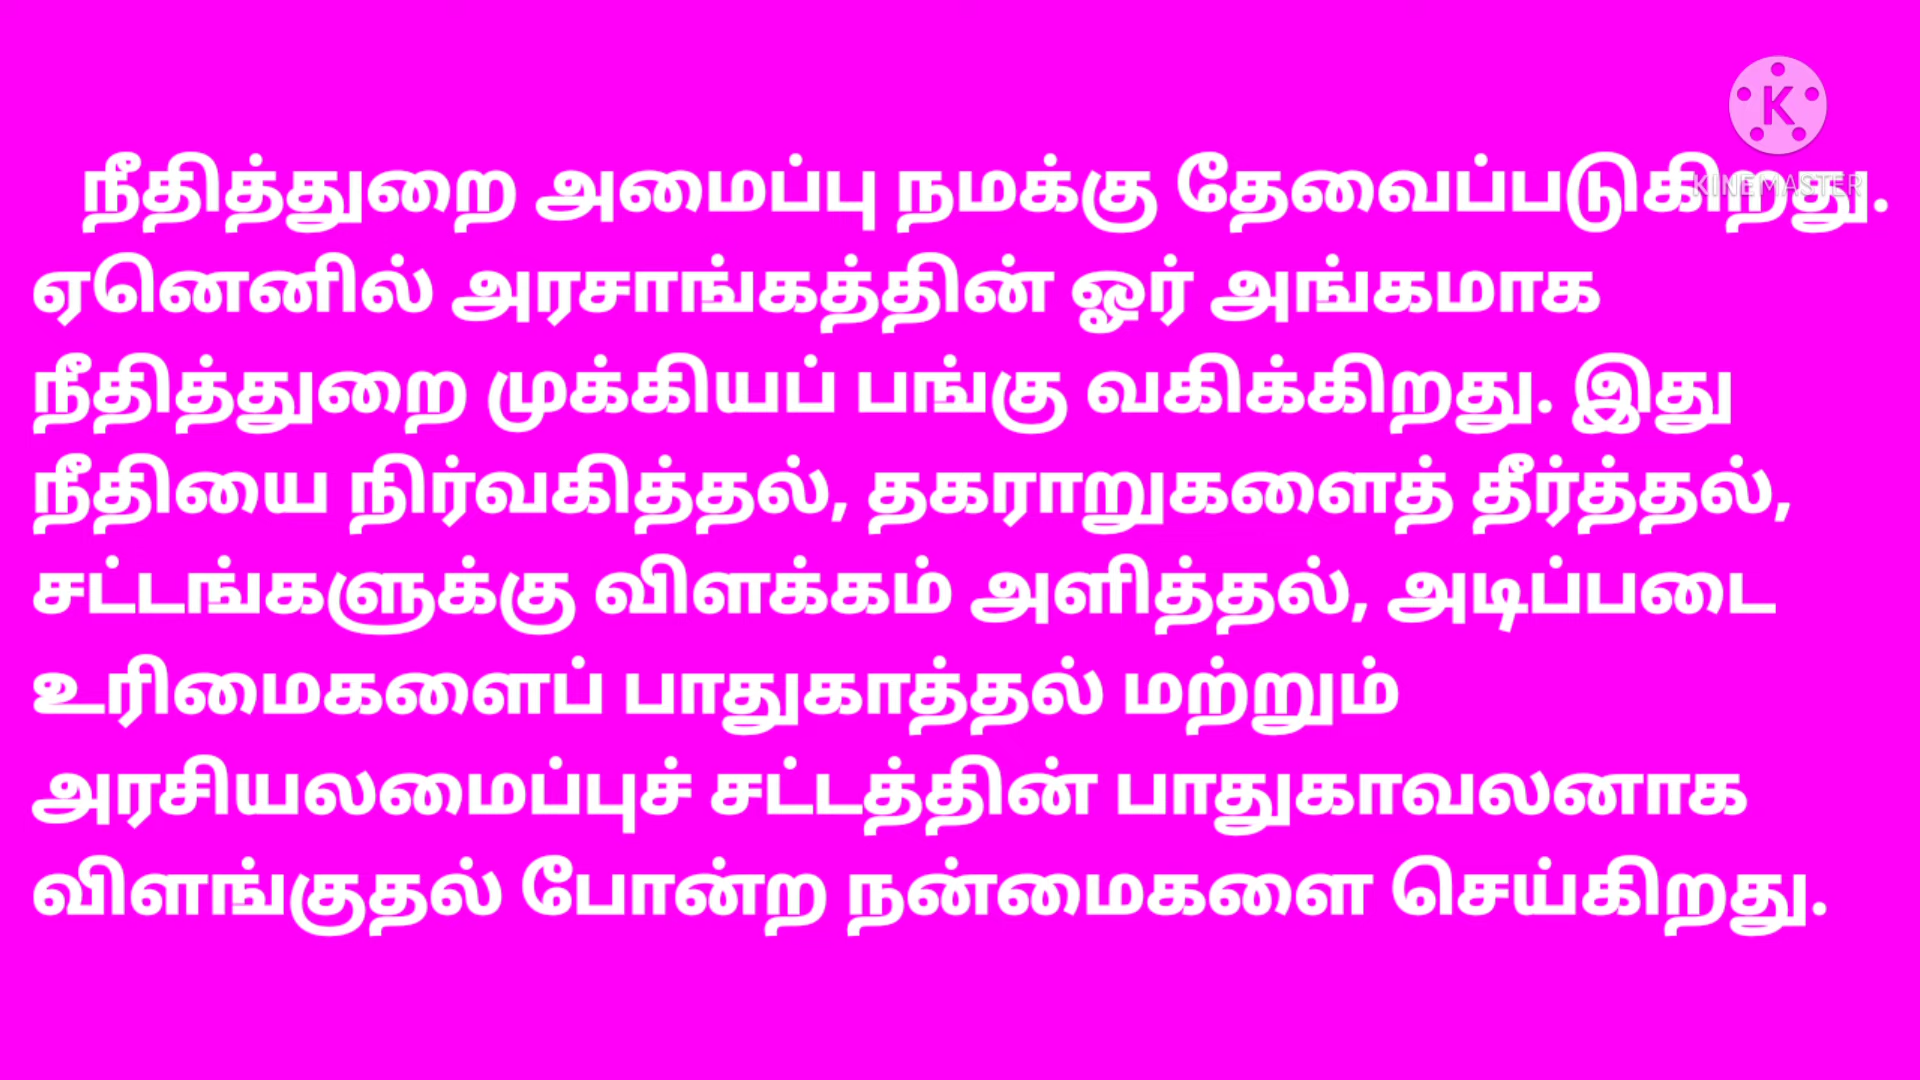 K
KINEMASTER
நீதித்துறை அமைப்பு நமக்கு தேவைப்படுகிறது.
ஏனெனில் அரசாங்கத்தின் ஓர் அங்கமாக
நீதித்துறை முக்கியப் பங்கு வகிக்கிறது. இது
நீதியை நிர்வகித்தல், தகராறுகளைத் தீர்த்தல்,
சட்டங்களுக்கு விளக்கம் அளித்தல், அடிப்படை
உரிமைகளைப் பாதுகாத்தல் மற்றும்
அரசியலமைப்புச் சட்டத்தின் பாதுகாவலனாக
விளங்குதல் போன்ற நன்மைகளை செய்கிறது.